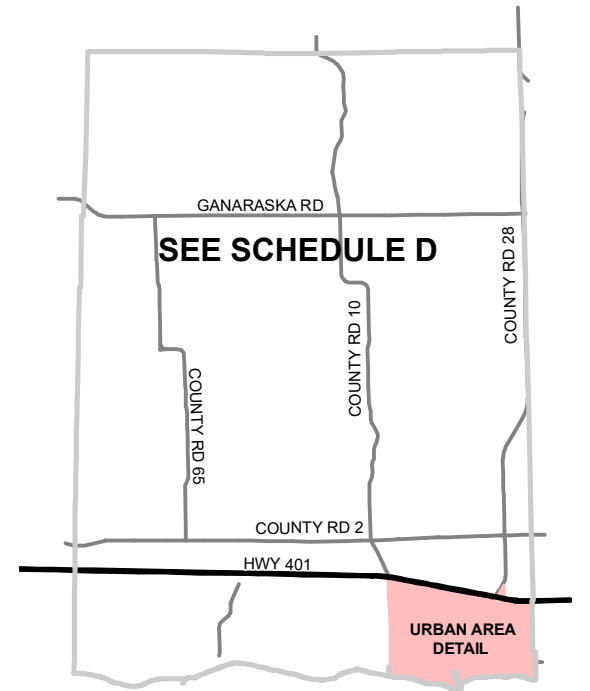 GANARASKA RD
SEE SCHEDULE D
COUNTY RD 28
COUNTY RD 10
COUNTY RD 65
COUNTY RD 2
HWY 401
URBAN AREA
DETAIL